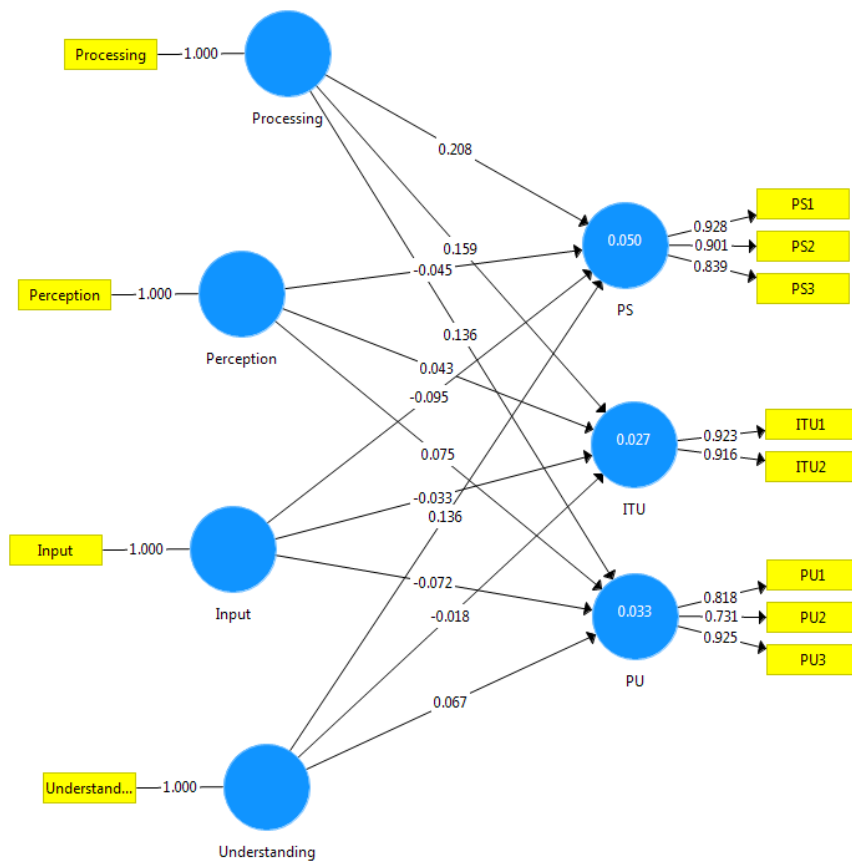 Processing
1.000
Processing
0.208
PS1
0.928
0.050
0.901
PS2
0.839
PS3
PS
0.159
-0.045
Perception
1.000
Perception
0.136
0.043
-0.095
ITU1
0.923
0.027
0.916
ITU2
ITU
0.075
-0.033
0.136
Input
1.000
Input
-0.072
PU1
0.818
0.033
0.731
PU2
0.925
PU3
PU
-0.018
0.067
Understand...
1.000
Understanding